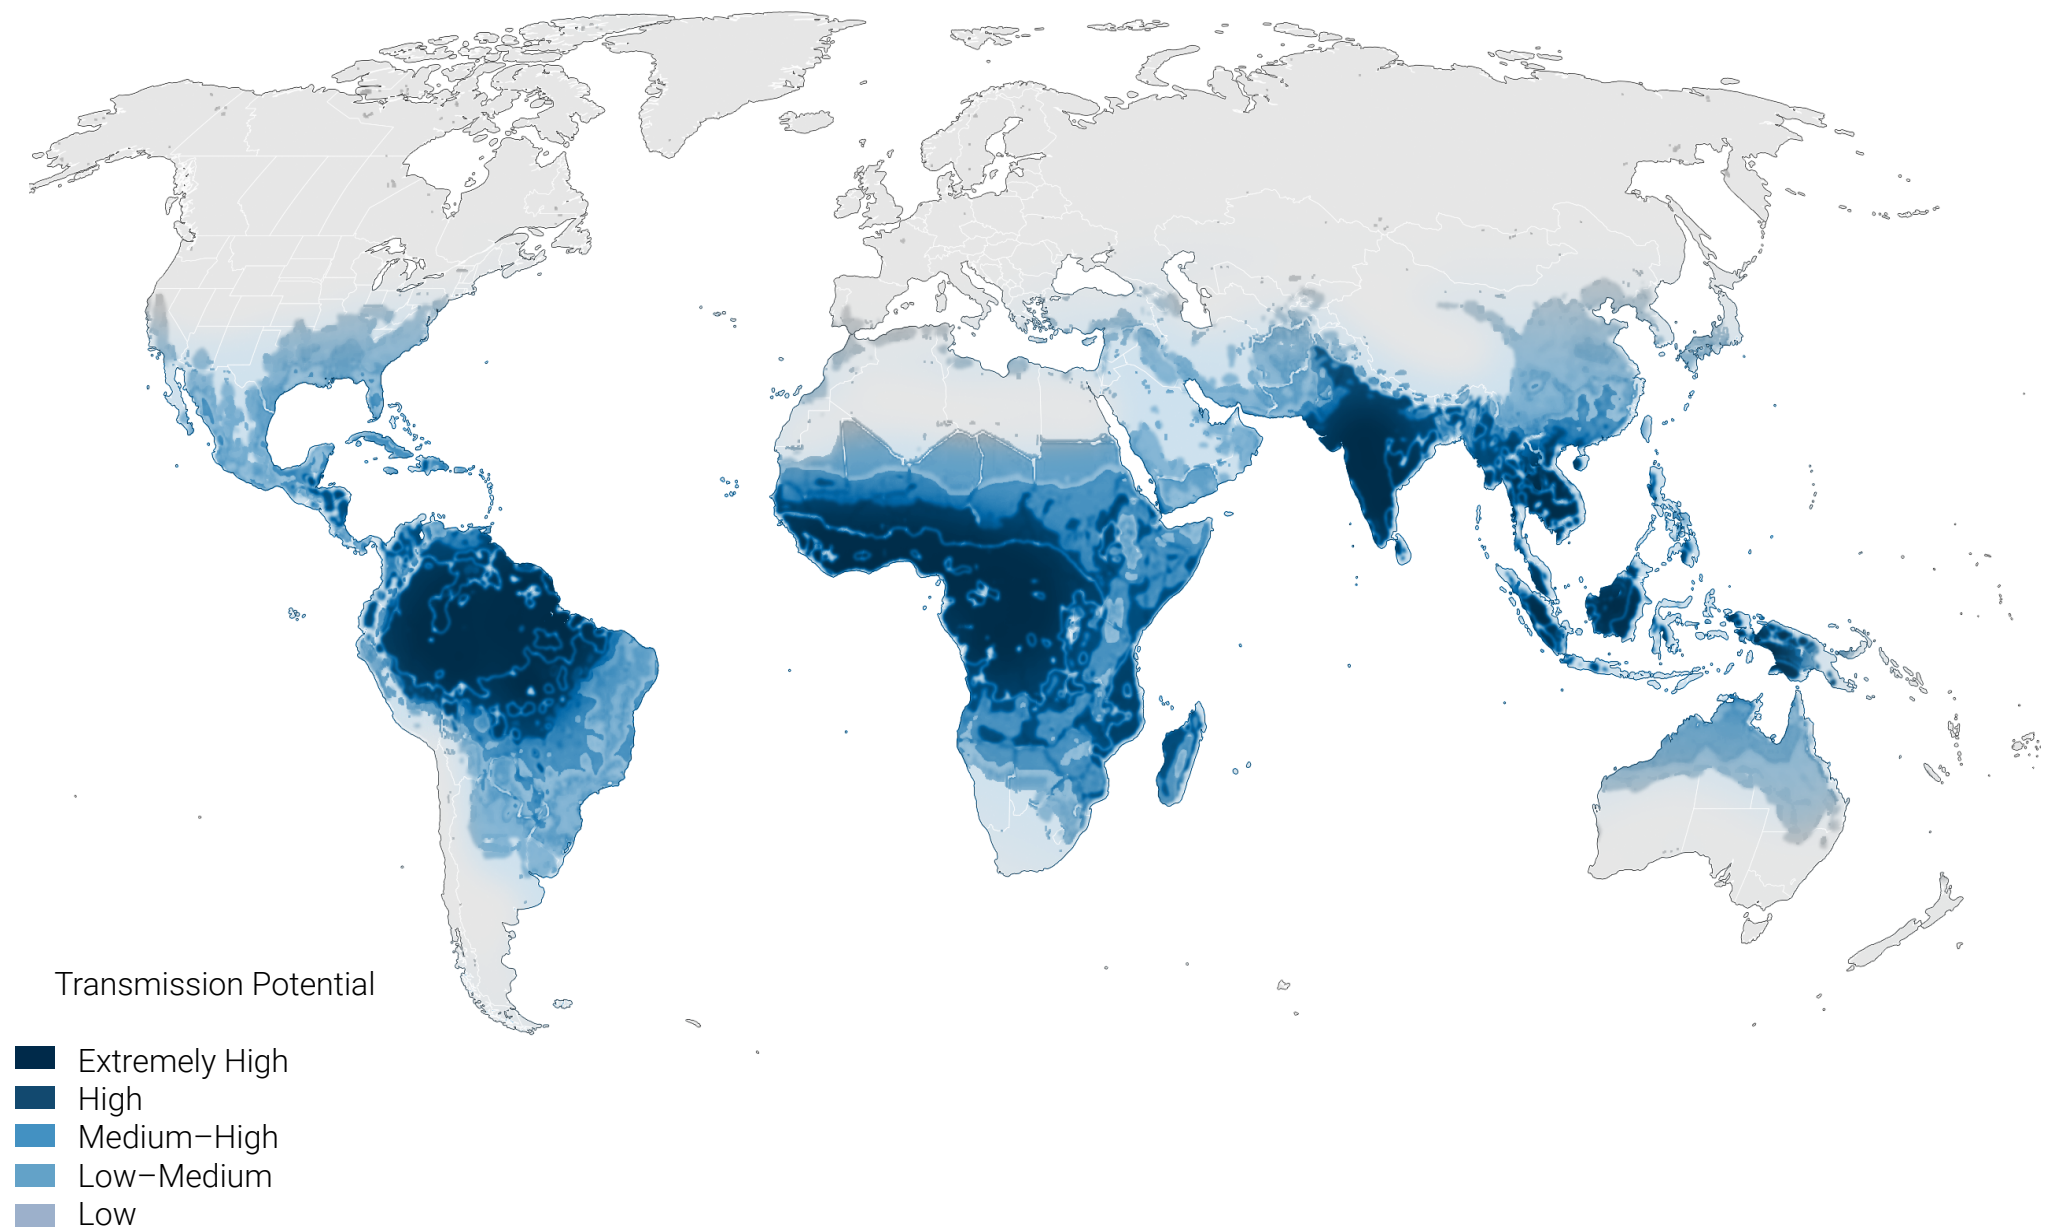 Transmission Potential
Extremely High
High
Medium–High
Low–Medium
Low